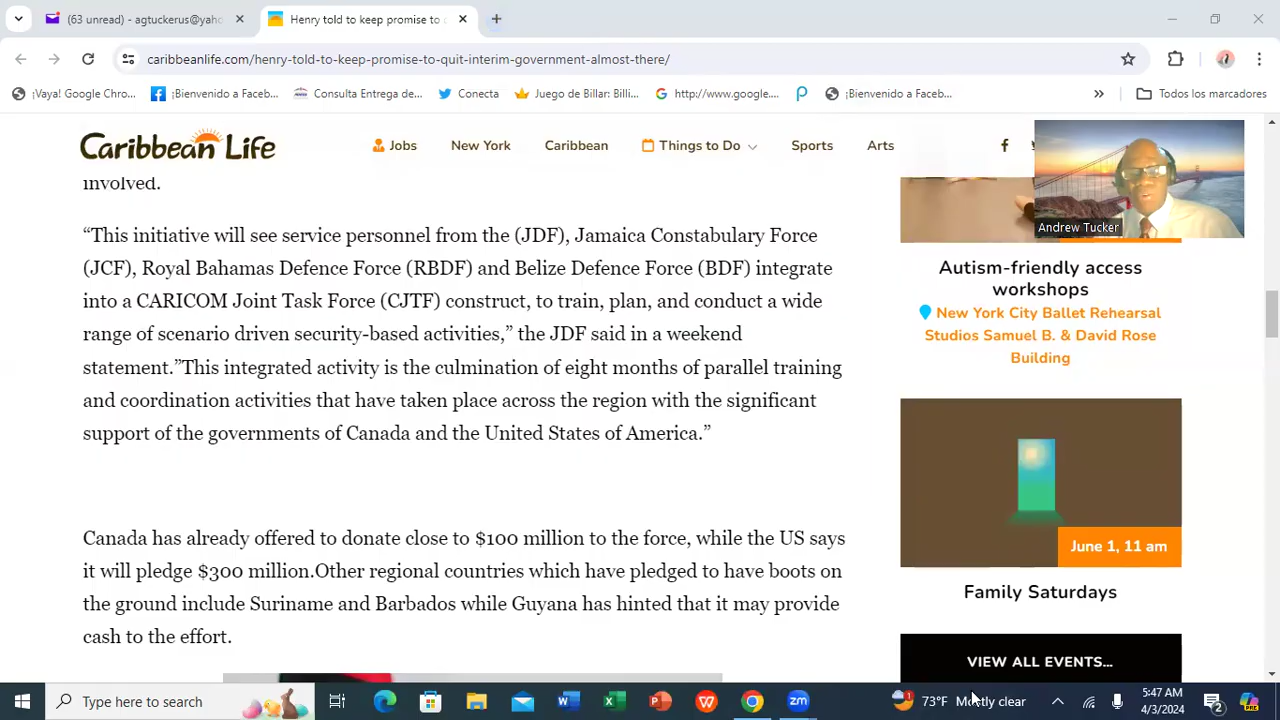 (63 unread) - agtuckerus@yaho
Henry told to keep promise to
caribbeanlife.com/henry-told-to-keep-promise-to-quit-interim-government-almost-there/
¡Vaya! Google Chro...
¡Bienvenido a Faceb...
Consulta Entrega de...
Conecta
Juego de Billar: Billi...
http://www.google....
¡Bienvenido a Faceb...
Todos los marcadores
Caribbean Life
Jobs
New York
Caribbean
Things to Do
Sports
Arts
Andrew Tucker
involved.
“This initiative will see service personnel from the (JDF), Jamaica Constabulary Force
(JCF), Royal Bahamas Defence Force (RBDF) and Belize Defence Force (BDF) integrate
into a CARICOM Joint Task Force (CJTF) construct, to train, plan, and conduct a wide
range of scenario driven security-based activities,” the JDF said in a weekend
statement.”This integrated activity is the culmination of eight months of parallel training
and coordination activities that have taken place across the region with the significant
support of the governments of Canada and the United States of America.”
Canada has already offered to donate close to $100 million to the force, while the US says
it will pledge $300 million.Other regional countries which have pledged to have boots on
the ground include Suriname and Barbados while Guyana has hinted that it may provide
cash to the effort.
Autism-friendly access
workshops
New York City Ballet Rehearsal
Studios Samuel B. & David Rose
Building
June 1, 11 am
Family Saturdays
VIEW ALL EVENTS...
Type here to search
73°F Mostly clear
5:47 AM
4/3/2024